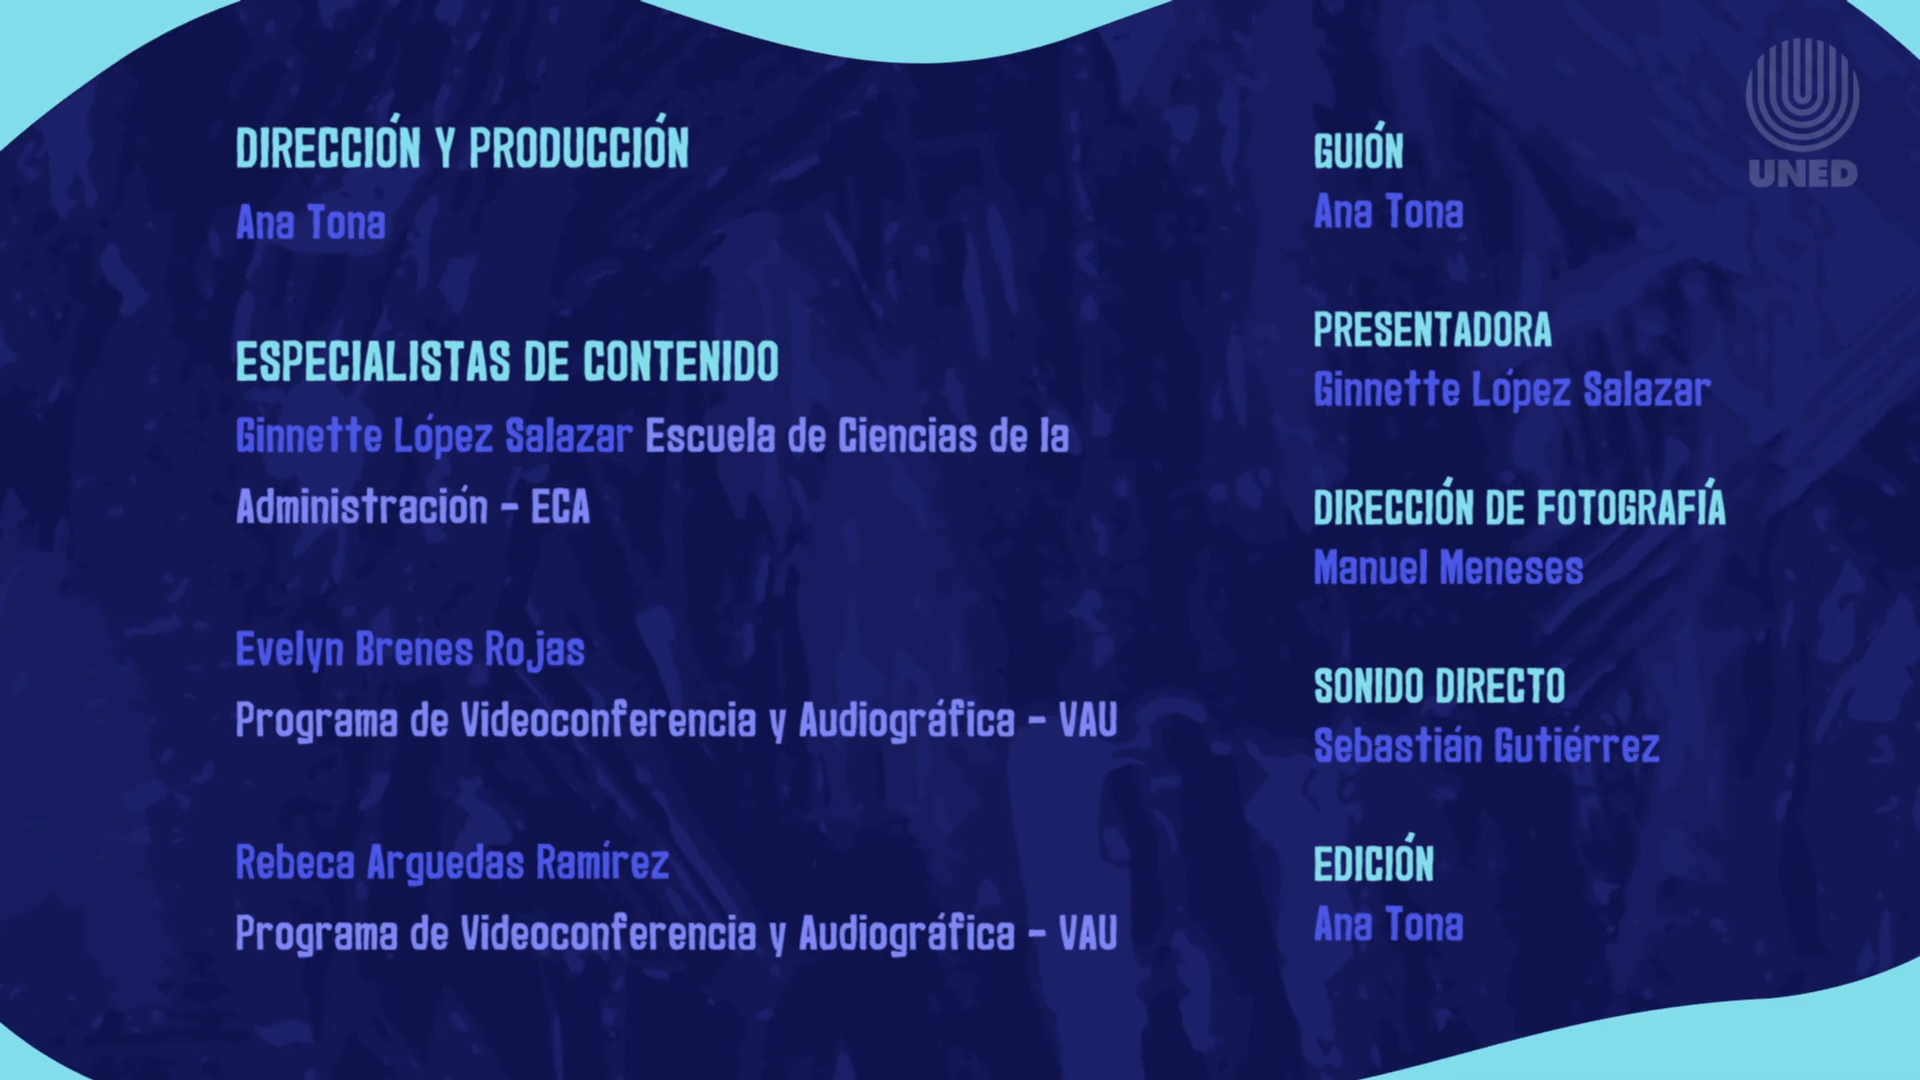 DIRECCIÓN Y PRODUCCIÓN
Ana Tona
ESPECIALISTAS DE CONTENIDO
Ginnette López Salazar Escuela de Ciencias de la
Administración - ECA
Evelyn Brenes Rojas
Programa de Videoconferencia y Audiográfica - VAU
Rebeca Arguedas Ramírez
Programa de Videoconferencia y Audiográfica - VAU
GUIÓN
Ana Tona
PRESENTADORA
Ginnette López Salazar
DIRECCIÓN DE FOTOGRAFÍA
Manuel Meneses
SONIDO DIRECTO
Sebastián Gutiérrez
EDICIÓN
Ana Tona
UNED